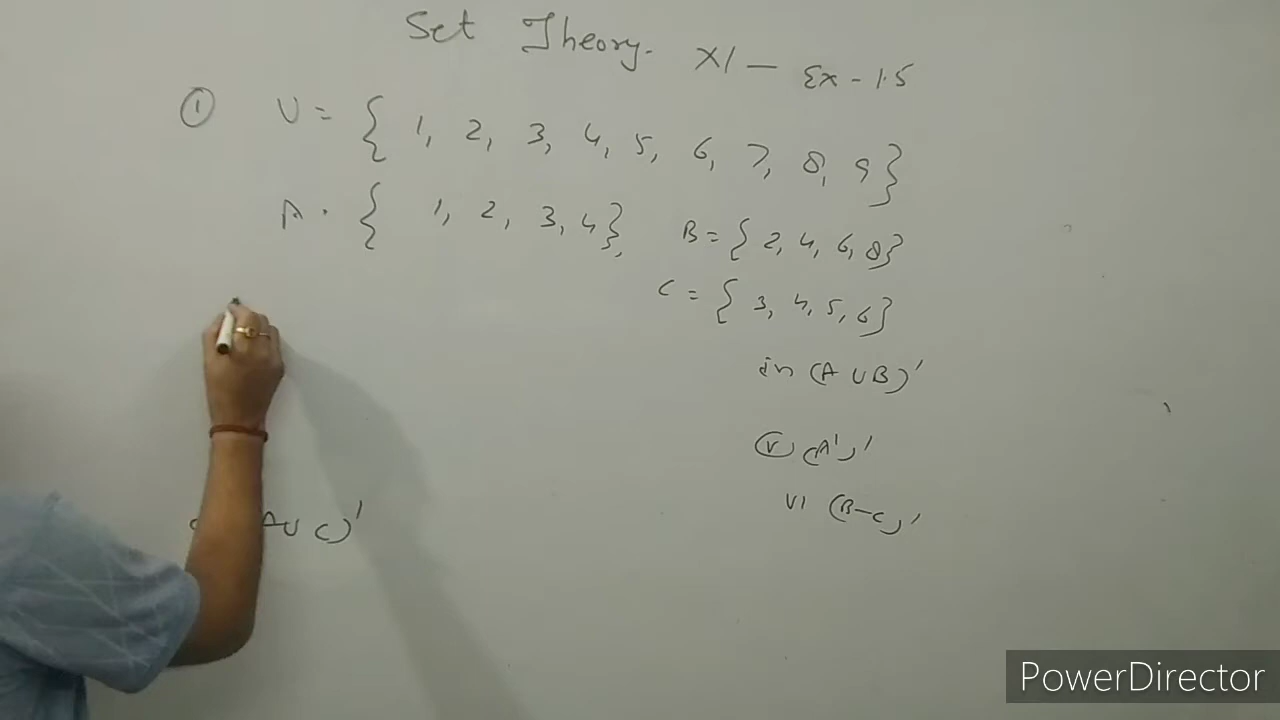 Set Theory. XI - Ex - 1.5
① U = { 1, 2, 3, 4, 5, 6, 7, 8, 9 }
A . { 1, 2, 3, 4 }, B = { 2, 4, 6, 8 }
C = { 3, 4, 5, 6 }
(A ∪ B)'
Ⓥ (A')'
VI (B-C)'
A ∪ C)'
PowerDirector